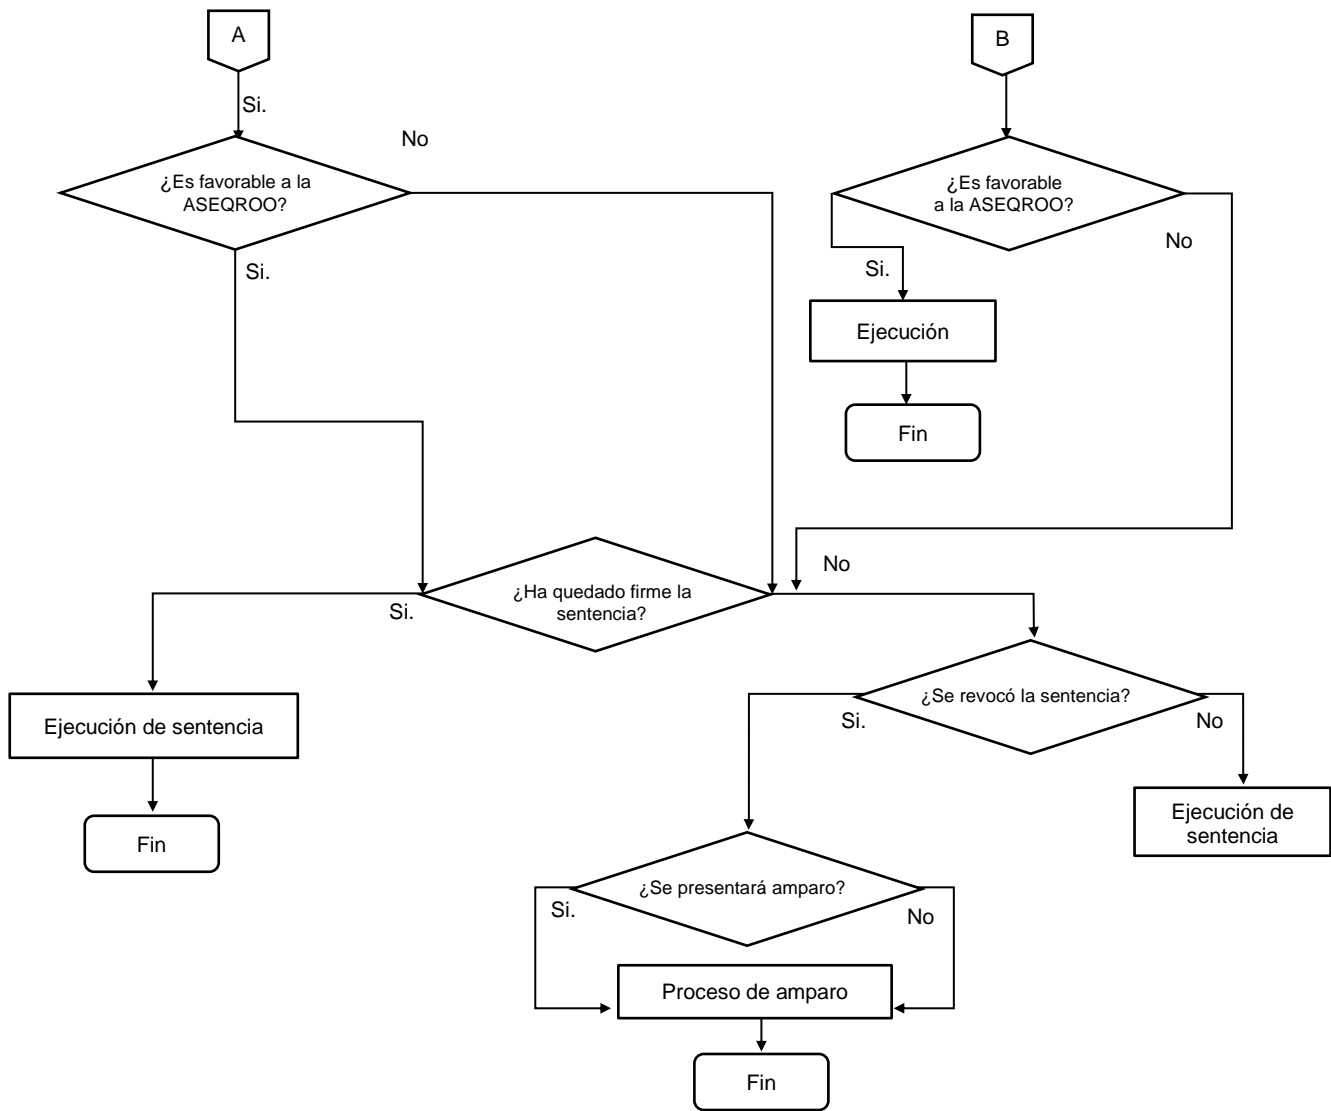 A
B
Si.
No
¿Es favorable a la
ASEQROO?
¿Es favorable
a la ASEQROO?
Si.
No
Si.
Ejecución
Fin
No
¿Ha quedado firme la
sentencia?
Si.
Ejecución de sentencia
Fin
¿Se revocó la sentencia?
Si.
No
Ejecución de
sentencia
¿Se presentará amparo?
Si.
No
Proceso de amparo
Fin